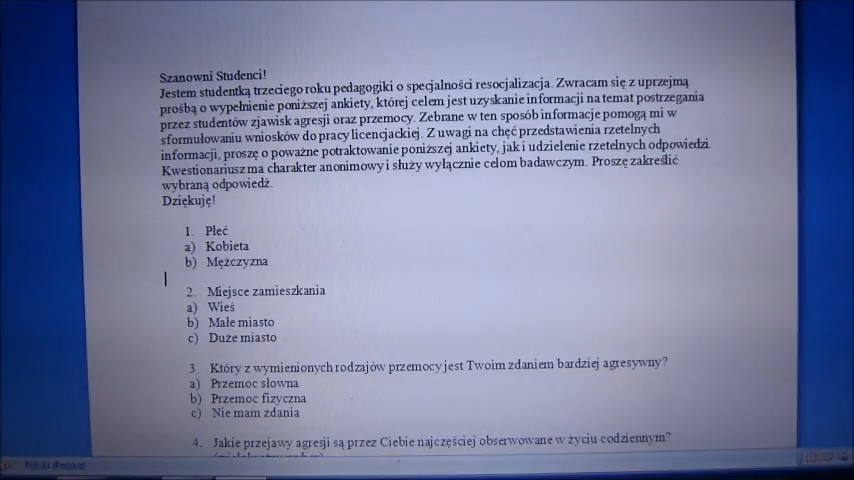 Szanowni Studenci!
Jestem studentką trzeciego roku pedagogiki o specjalności resocjalizacja. Zwracam się z uprzejmą
prośbą o wypełnienie poniższej ankiety, której celem jest uzyskanie informacji na temat postrzegania
przez studentów zjawisk agresji oraz przemocy. Zebrane w ten sposób informacje pomogą mi w
sformułowaniu wniosków do pracy licencjackiej. Z uwagi na chęć przedstawienia rzetelnych
informacji, proszę o poważne potraktowanie poniższej ankiety, jak i udzielenie rzetelnych odpowiedzi.
Kwestionariusz ma charakter anonimowy i służy wyłącznie celom badawczym. Proszę zakreślić
wybraną odpowiedź.
Dziękuję!
1. Płeć
a) Kobieta
b) Mężczyzna
2. Miejsce zamieszkania
a) Wieś
b) Małe miasto
c) Duże miasto
3. Który z wymienionych rodzajów przemocy jest Twoim zdaniem bardziej agresywny?
a) Przemoc słowna
b) Przemoc fizyczna
c) Nie mam zdania
4. Jakie przejawy agresji są przez Ciebie najczęściej obserwowane w życiu codziennym?
Polski (Polska)